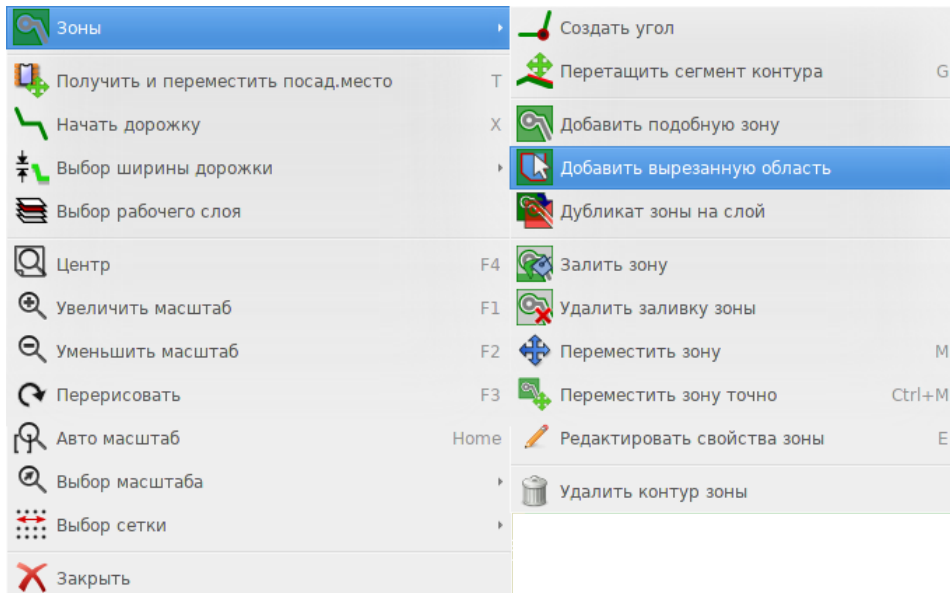 Зоны
Получить и переместить посад.место T
Начать дорожку X
Выбор ширины дорожки
Выбор рабочего слоя
Центр F4
Увеличить масштаб F1
Уменьшить масштаб F2
Перерисовать F3
Авто масштаб Home
Выбор масштаба
Выбор сетки
Закрыть
Создать угол
Перетащить сегмент контура G
Добавить подобную зону
Добавить вырезанную область
Дубликат зоны на слой
Залить зону
Удалить заливку зоны
Переместить зону M
Переместить зону точно Ctrl+M
Редактировать свойства зоны E
Удалить контур зоны